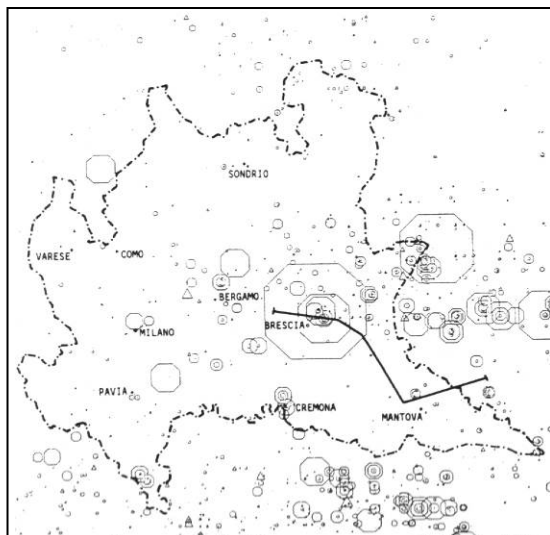 SONDRIO
VARESE
COMO
BERGAMO
BRESCIA
MILANO
PAVIA
CREMONA
MANTOVA